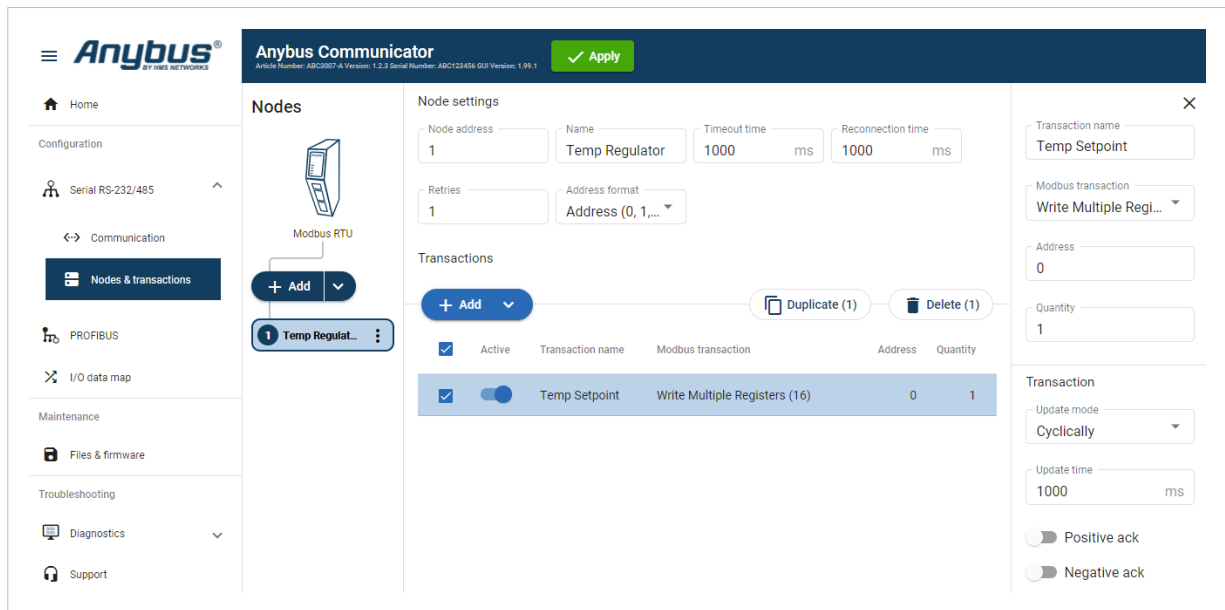 Anybus®
BY HMS NETWORKS
Anybus Communicator
Article Number: ABC3007-A Version: 1.2.3 Serial Number: ABC123456 GUI Version: 1.99.1
Apply
Home
Configuration
Serial RS-232/485
Communication
Nodes & transactions
PROFIBUS
I/O data map
Maintenance
Files & firmware
Troubleshooting
Diagnostics
Support
Nodes
Modbus RTU
+ Add
1 Temp Regulat...
Node settings
Node address
1
Name
Temp Regulator
Timeout time
1000 ms
Reconnection time
1000 ms
Retries
1
Address format
Address (0, 1,...
Transactions
+ Add
Duplicate (1)
Delete (1)
Active Transaction name Modbus transaction Address Quantity
Temp Setpoint Write Multiple Registers (16) 0 1
Transaction name
Temp Setpoint
Modbus transaction
Write Multiple Regi...
Address
0
Quantity
1
Transaction
Update mode
Cyclically
Update time
1000 ms
Positive ack
Negative ack